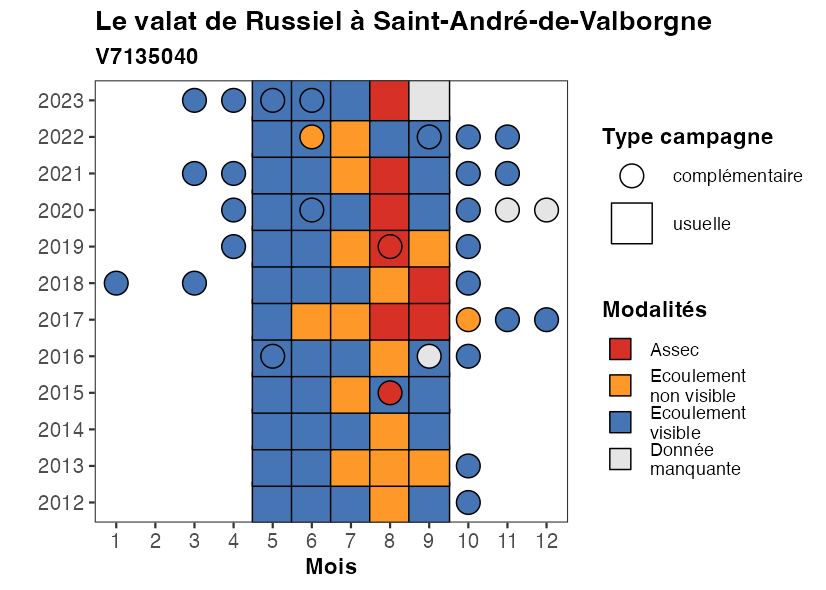 Le valat de Russiel à Saint-André-de-Valborgne
V7135040
2023
2022
2021
2020
2019
2018
2017
2016
2015
2014
2013
2012
1 2 3 4 5 6 7 8 9 10 11 12
Mois
Type campagne
complémentaire
usuelle
Modalités
Assec
Ecoulement
non visible
Ecoulement
visible
Donnée
manquante